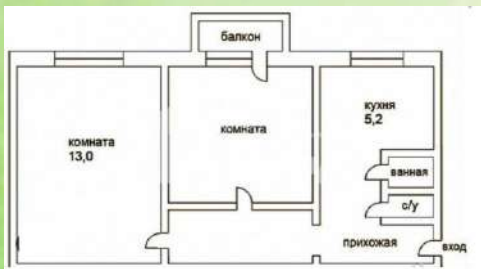 балкон
кухня
5,2
комната
13,0
комната
ванная
с/у
прихожая
вход